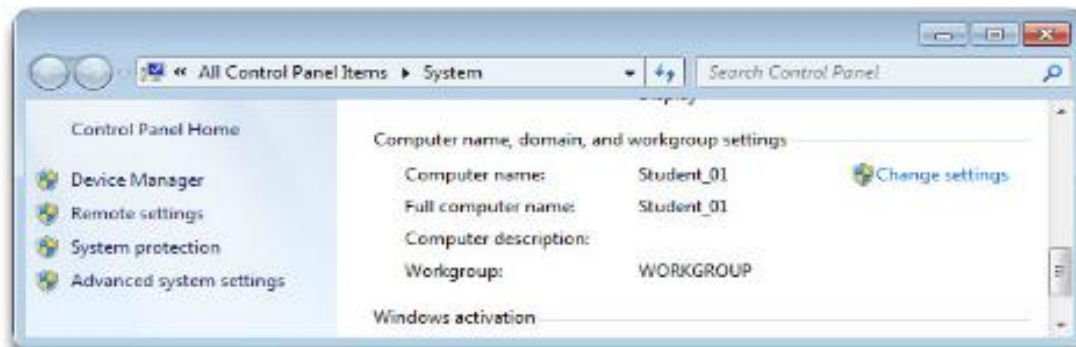 « All Control Panel Items ▸ System
Search Control Panel
Control Panel Home
Device Manager
Remote settings
System protection
Advanced system settings
Display
Computer name, domain, and workgroup settings
Computer name: Student_01
Change settings
Full computer name: Student_01
Computer description:
Workgroup: WORKGROUP
Windows activation